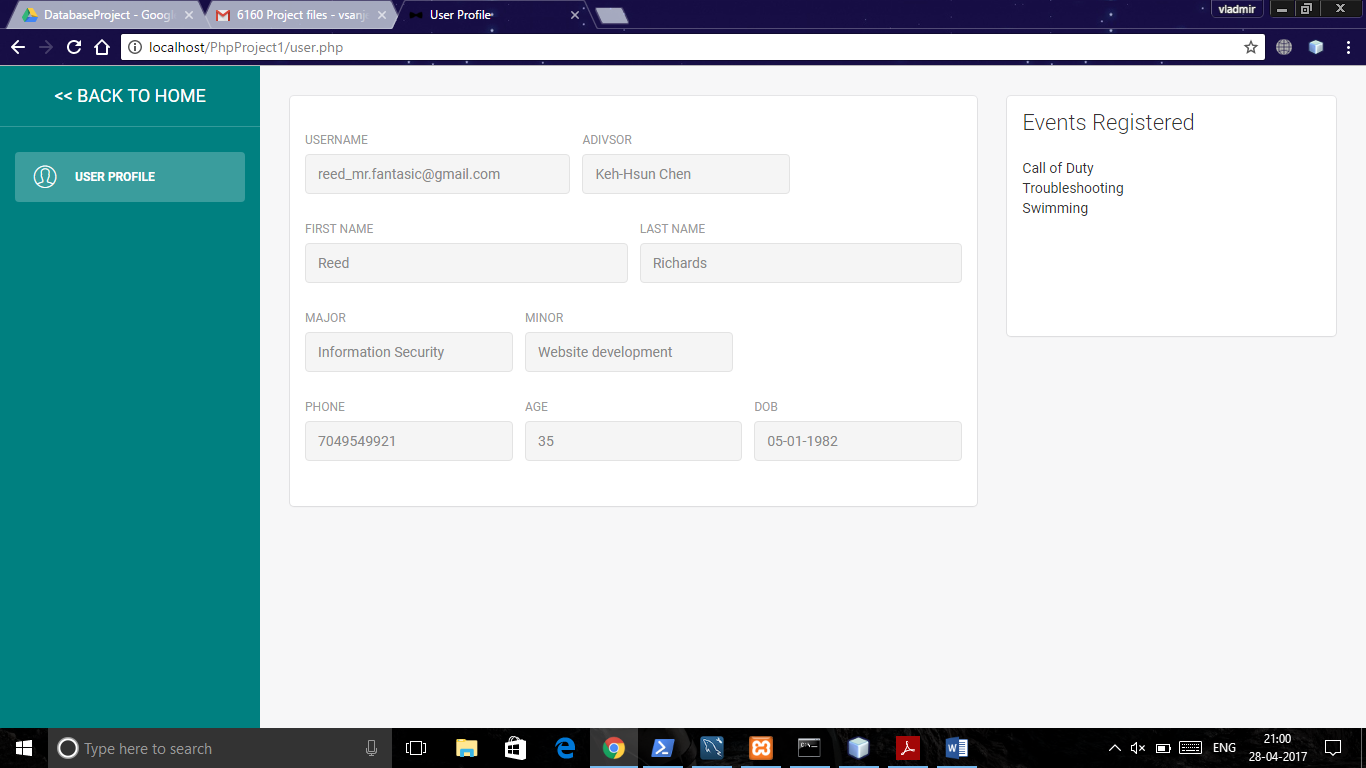 DatabaseProject - Googl
6160 Project files - vsanj
User Profile
vladmir
localhost/PhpProject1/user.php
<< BACK TO HOME
USER PROFILE
USERNAME
ADIVSOR
reed_mr.fantasic@gmail.com
Keh-Hsun Chen
FIRST NAME
LAST NAME
Reed
Richards
MAJOR
MINOR
Information Security
Website development
PHONE
AGE
DOB
7049549921
35
05-01-1982
Events Registered
Call of Duty
Troubleshooting
Swimming
Type here to search
ENG
21:00
28-04-2017